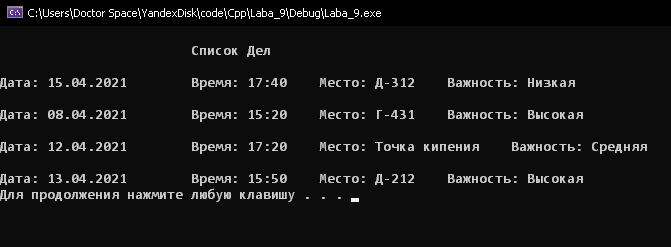 C:\Users\Doctor Space\YandexDisk\code\Cpp\Laba_9\Debug\Laba_9.exe
Список Дел
Дата: 15.04.2021 Время: 17:40 Место: Д-312 Важность: Низкая
Дата: 08.04.2021 Время: 15:20 Место: Г-431 Важность: Высокая
Дата: 12.04.2021 Время: 17:20 Место: Точка кипения Важность: Средняя
Дата: 13.04.2021 Время: 15:50 Место: Д-212 Важность: Высокая
Для продолжения нажмите любую клавишу . . .